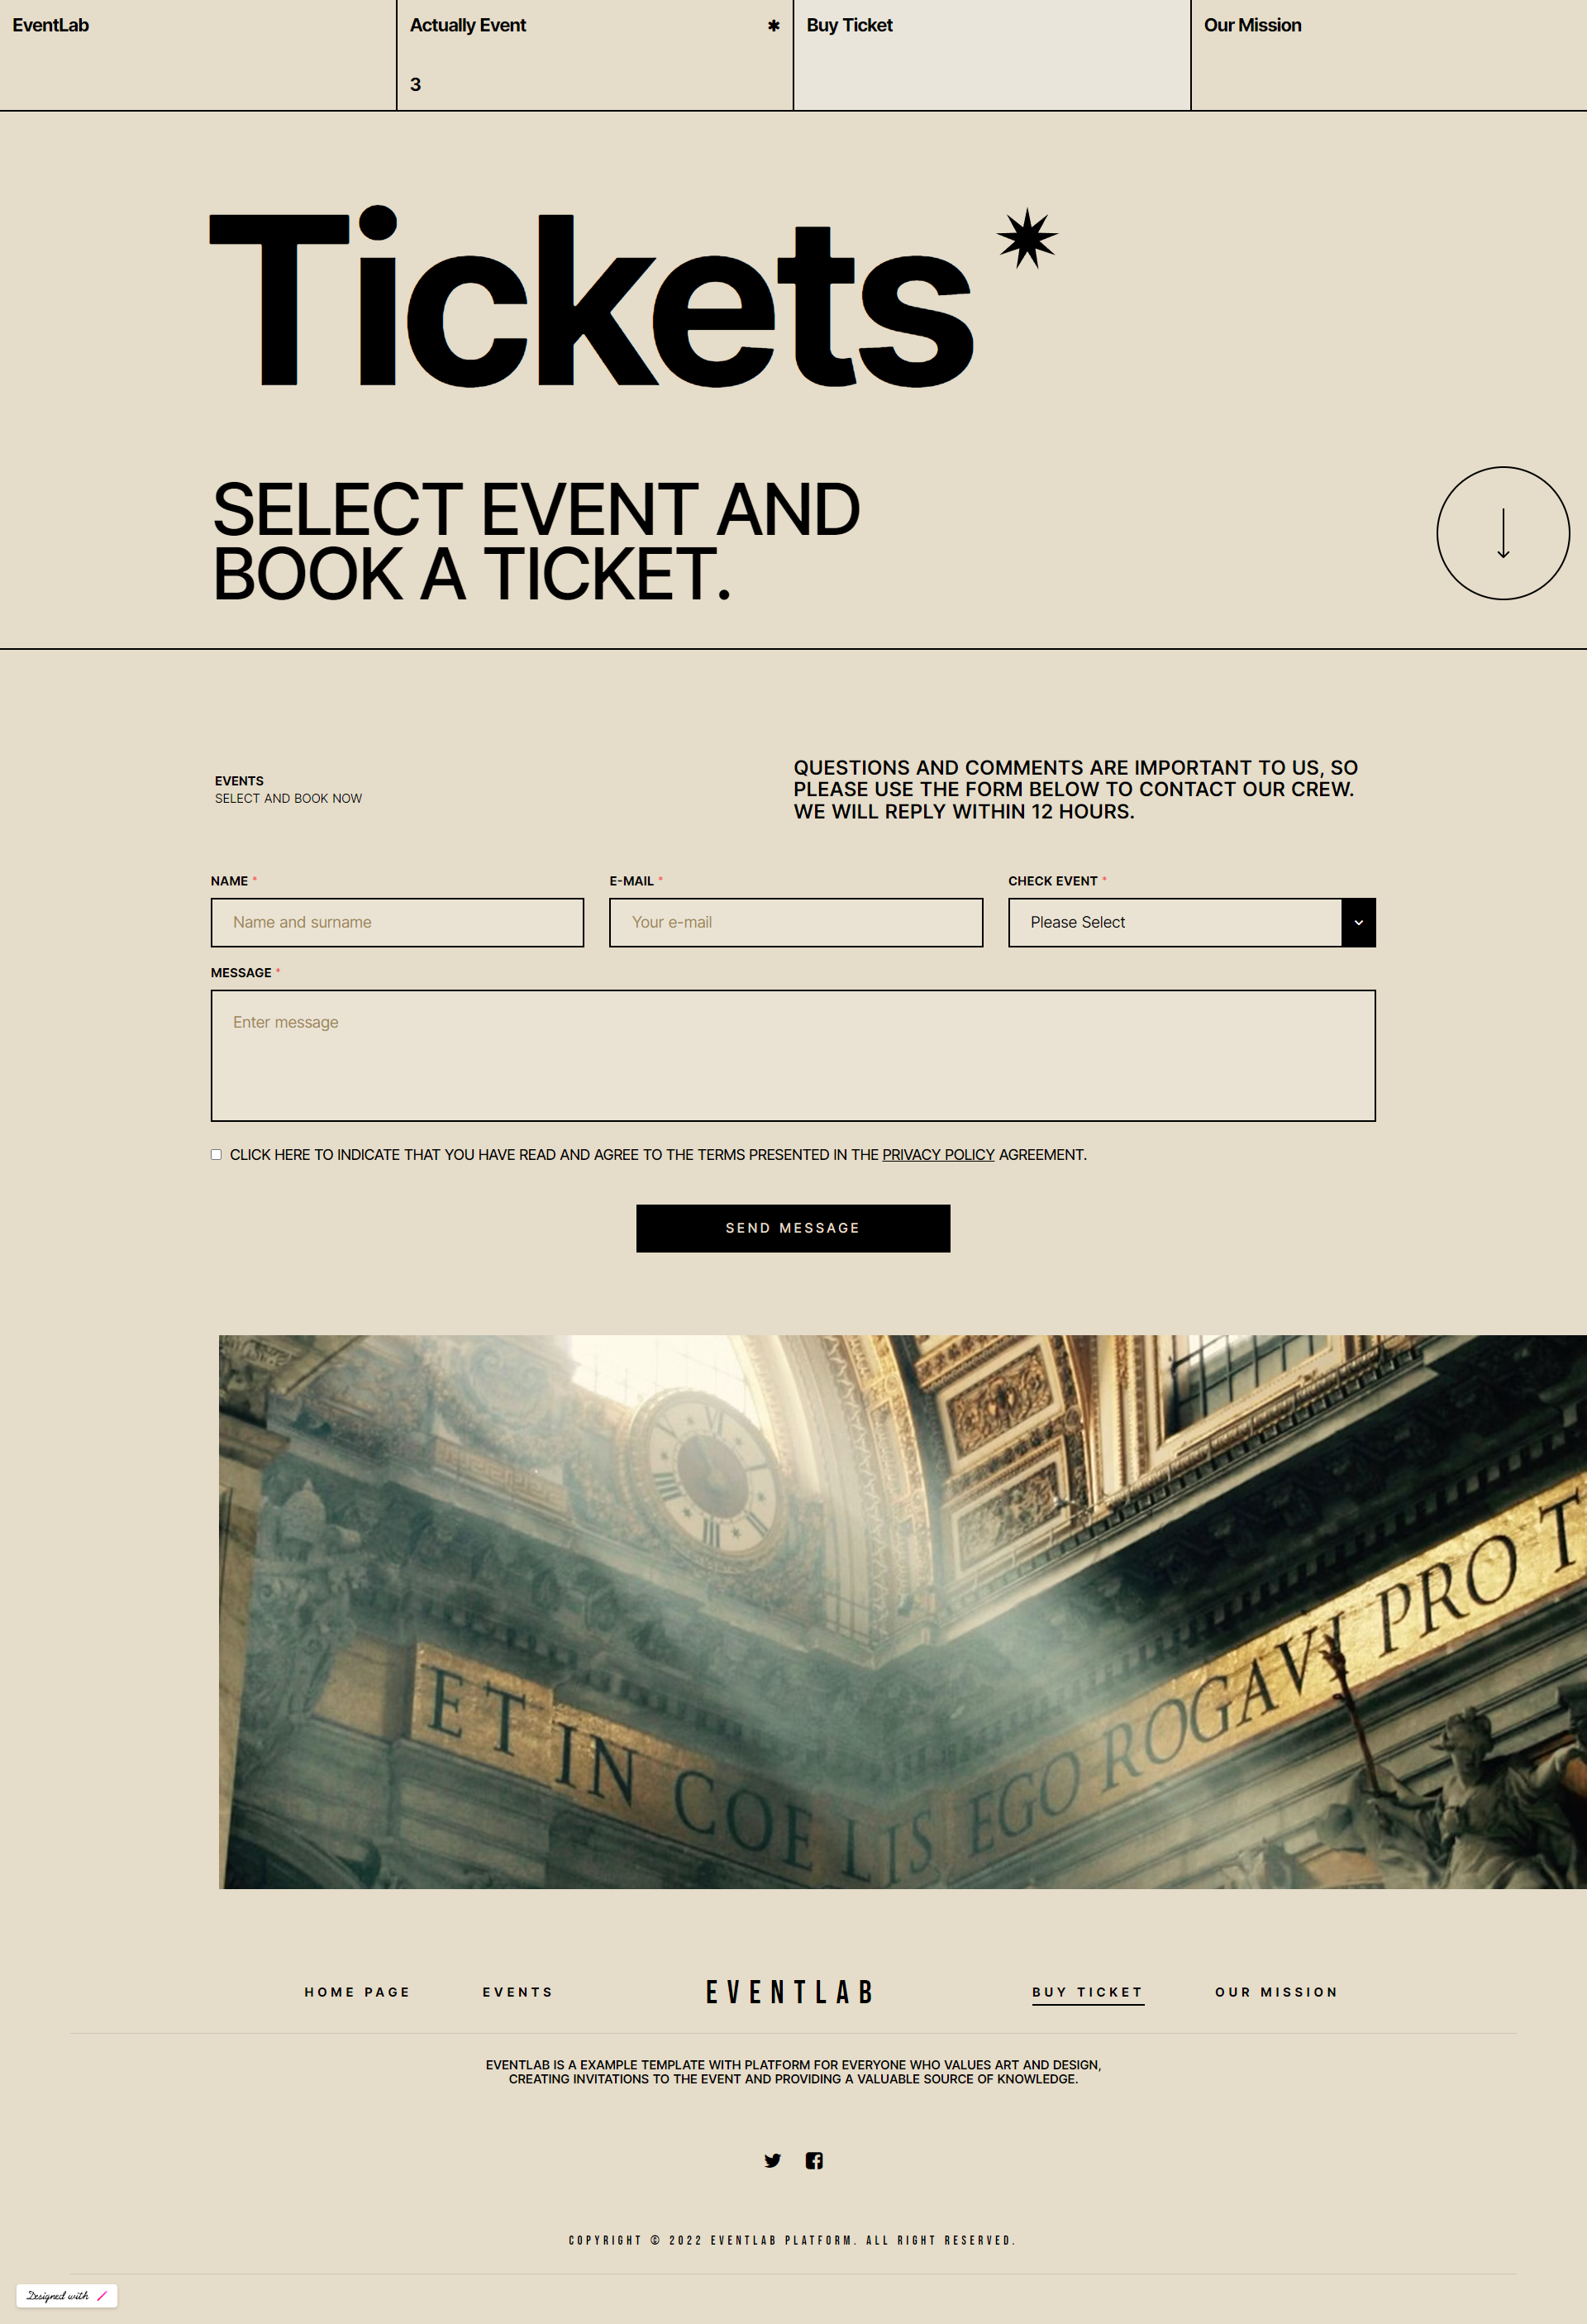 EventLab
Actually Event
✱
3
Buy Ticket
Our Mission
Tickets
SELECT EVENT AND
BOOK A TICKET.
EVENTS
SELECT AND BOOK NOW
QUESTIONS AND COMMENTS ARE IMPORTANT TO US, SO
PLEASE USE THE FORM BELOW TO CONTACT OUR CREW.
WE WILL REPLY WITHIN 12 HOURS.
NAME *
Name and surname
E-MAIL *
Your e-mail
CHECK EVENT *
Please Select
MESSAGE *
Enter message
CLICK HERE TO INDICATE THAT YOU HAVE READ AND AGREE TO THE TERMS PRESENTED IN THE PRIVACY POLICY AGREEMENT.
SEND MESSAGE
ET IN COELIS EGO ROGAVI PRO T
HOME PAGE
EVENTS
EVENTLAB
BUY TICKET
OUR MISSION
EVENTLAB IS A EXAMPLE TEMPLATE WITH PLATFORM FOR EVERYONE WHO VALUES ART AND DESIGN,
CREATING INVITATIONS TO THE EVENT AND PROVIDING A VALUABLE SOURCE OF KNOWLEDGE.
COPYRIGHT © 2022 EVENTLAB PLATFORM. ALL RIGHT RESERVED.
Designed with